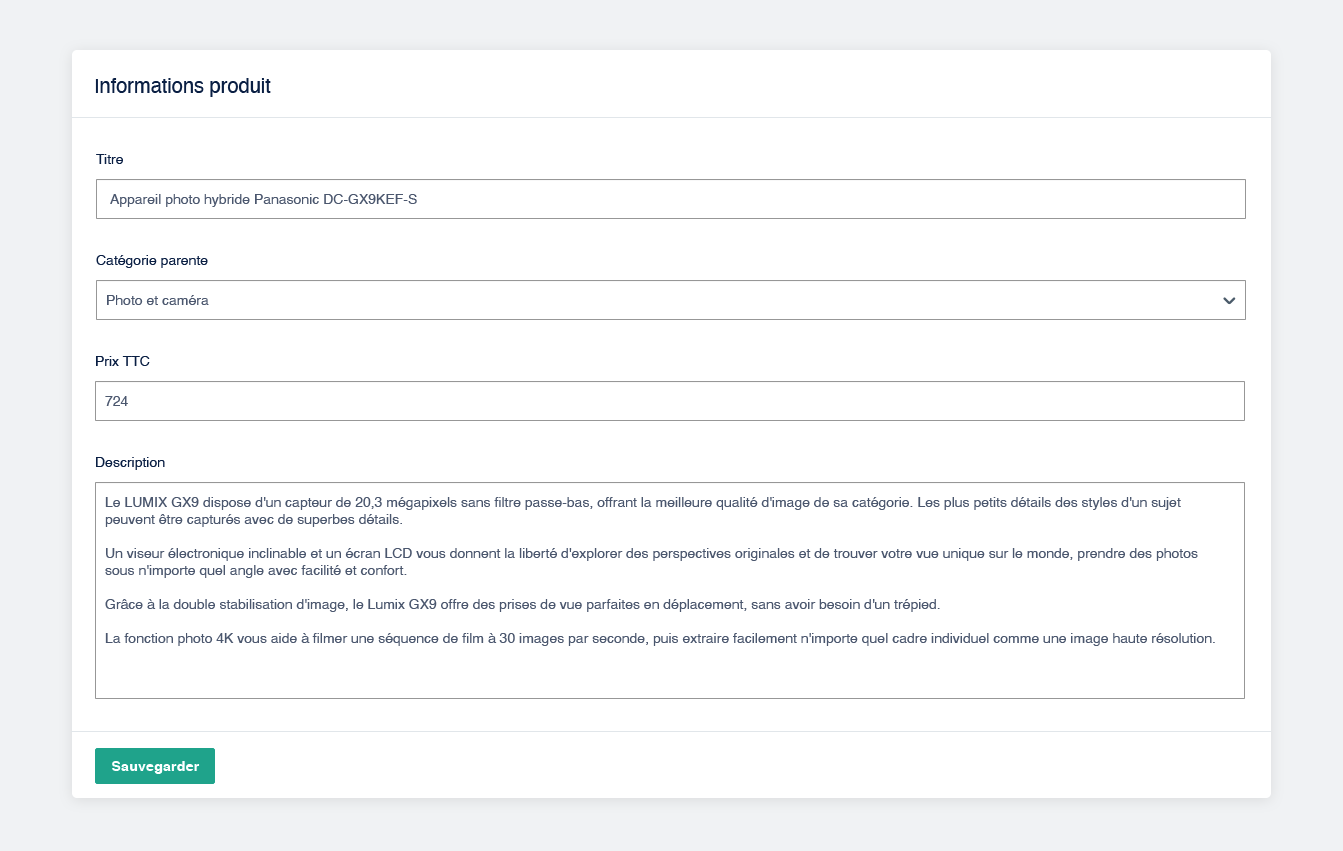 Informations produit
Titre
Appareil photo hybride Panasonic DC-GX9KEF-S
Catégorie parente
Photo et caméra
Prix TTC
724
Description
Le LUMIX GX9 dispose d'un capteur de 20,3 mégapixels sans filtre passe-bas, offrant la meilleure qualité d'image de sa catégorie. Les plus petits détails des styles d'un sujet
peuvent être capturés avec de superbes détails.
Un viseur électronique inclinable et un écran LCD vous donnent la liberté d'explorer des perspectives originales et de trouver votre vue unique sur le monde, prendre des photos
sous n'importe quel angle avec facilité et confort.
Grâce à la double stabilisation d'image, le Lumix GX9 offre des prises de vue parfaites en déplacement, sans avoir besoin d'un trépied.
La fonction photo 4K vous aide à filmer une séquence de film à 30 images par seconde, puis extraire facilement n'importe quel cadre individuel comme une image haute résolution.
Sauvegarder